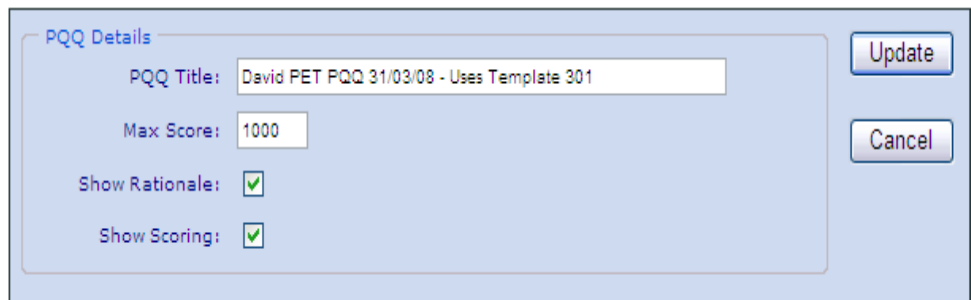 PQQ Details
PQQ Title: David PET PQQ 31/03/08 - Uses Template 301
Max Score: 1000
Show Rationale:
Show Scoring:
Update
Cancel